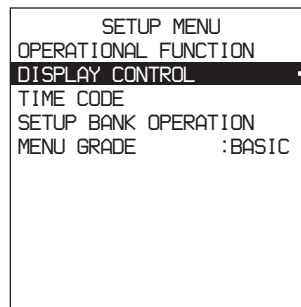 SETUP MENU
OPERATIONAL FUNCTION
DISPLAY CONTROL
TIME CODE
SETUP BANK OPERATION
MENU GRADE :BASIC